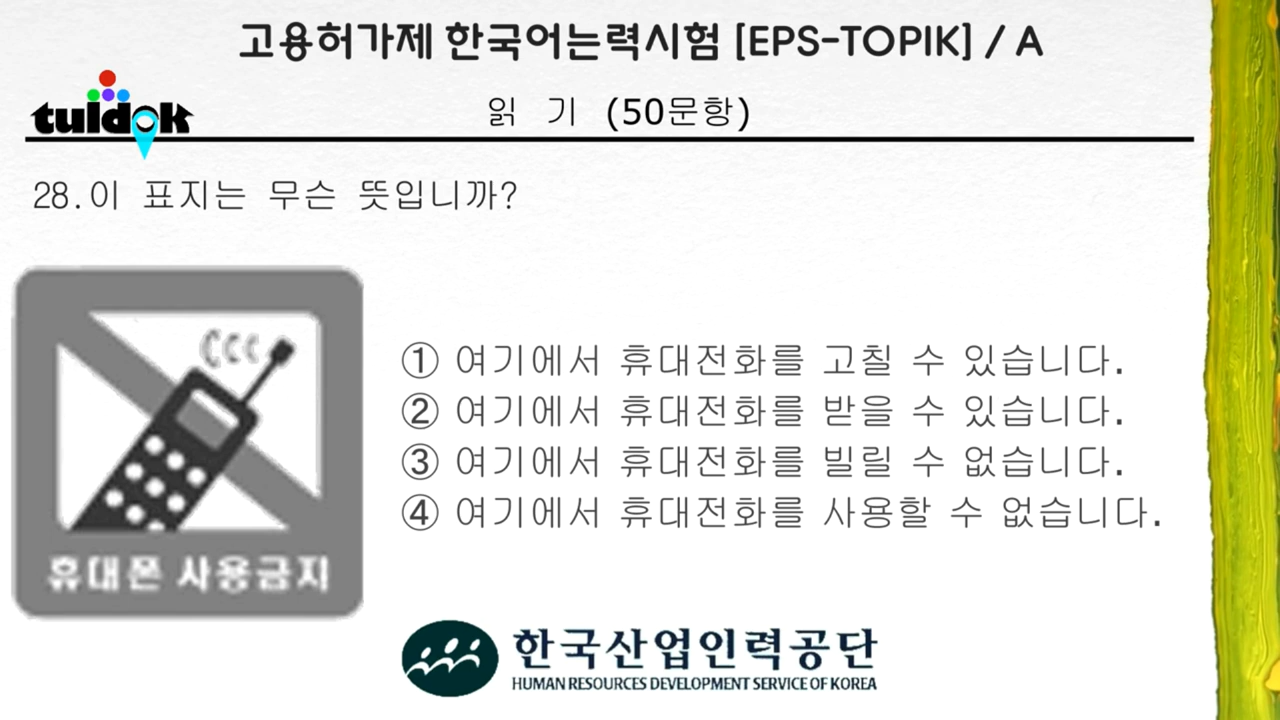 고용허가제 한국어능력시험 [EPS-TOPIK] / A
tuidok
읽 기 (50문항)
28.이 표지는 무슨 뜻입니까?
① 여기에서 휴대전화를 고칠 수 있습니다.
② 여기에서 휴대전화를 받을 수 있습니다.
③ 여기에서 휴대전화를 빌릴 수 없습니다.
④ 여기에서 휴대전화를 사용할 수 없습니다.
휴대폰 사용금지
한국산업인력공단
HUMAN RESOURCES DEVELOPMENT SERVICE OF KOREA